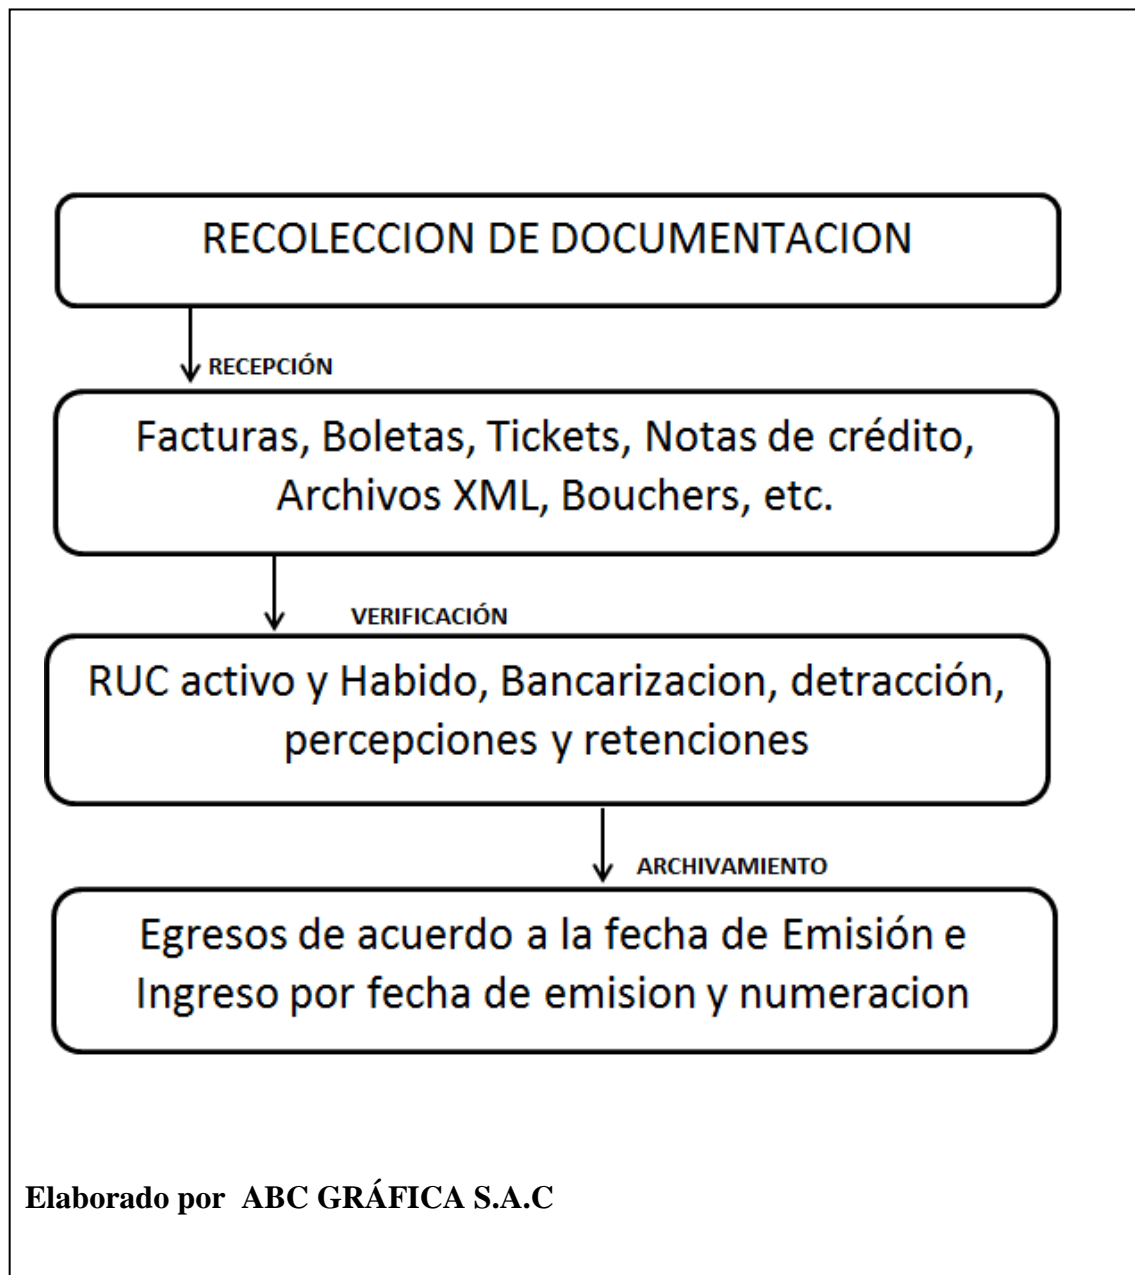 RECOLECCION DE DOCUMENTACION
RECEPCIÓN
Facturas, Boletas, Tickets, Notas de crédito,
Archivos XML, Bouchers, etc.
VERIFICACIÓN
RUC activo y Habido, Bancarizacion, detracción,
percepciones y retenciones
ARCHIVAMIENTO
Egresos de acuerdo a la fecha de Emisión e
Ingreso por fecha de emision y numeracion
Elaborado por ABC GRÁFICA S.A.C